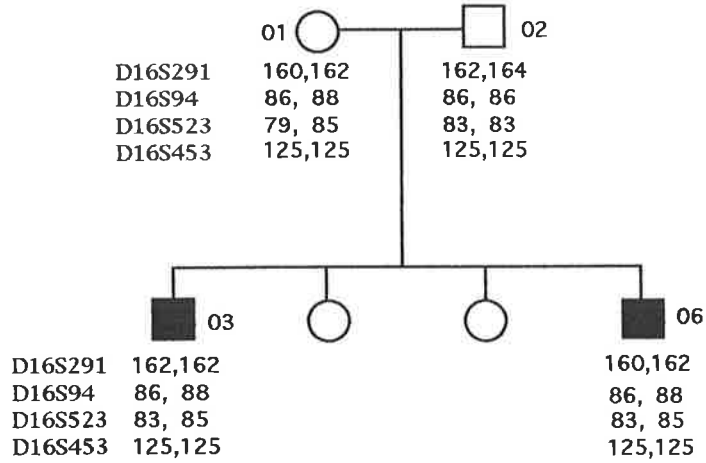 01 02
D16S291 160,162 162,164
D16S94 86, 88 86, 86
D16S523 79, 85 83, 83
D16S453 125,125 125,125
03 06
D16S291 162,162 160,162
D16S94 86, 88 86, 88
D16S523 83, 85 83, 85
D16S453 125,125 125,125